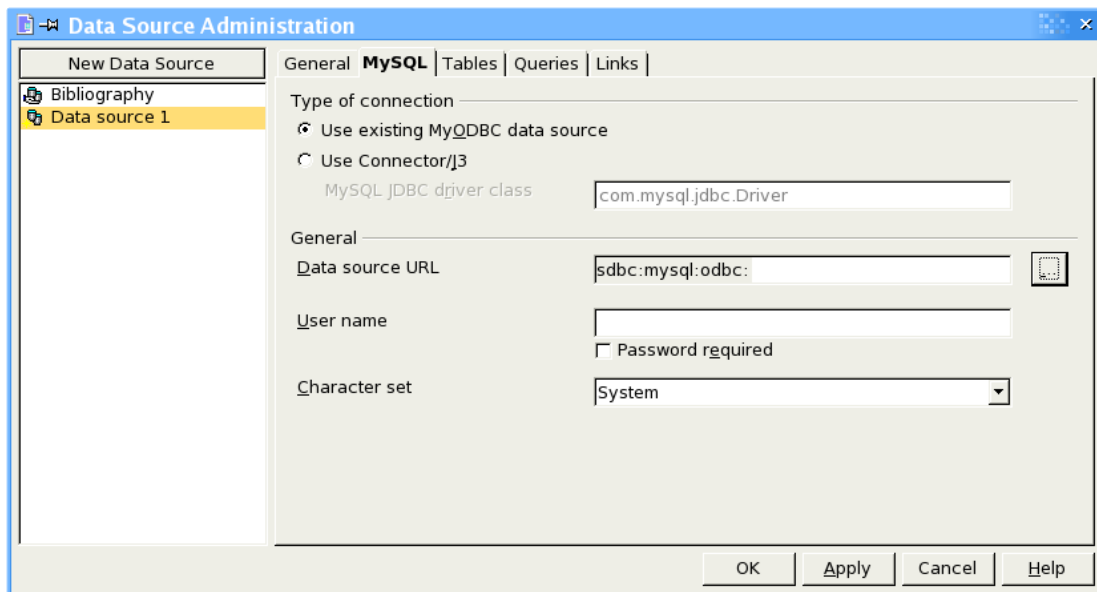 Data Source Administration
New Data Source
General MySQL Tables Queries Links
Bibliography
Data source 1
Type of connection
Use existing MyODBC data source
Use Connector/J3
MySQL JDBC driver class
com.mysql.jdbc.Driver
General
Data source URL
sdbc:mysql:odbc:
...
User name
Password required
Character set
System
OK Apply Cancel Help